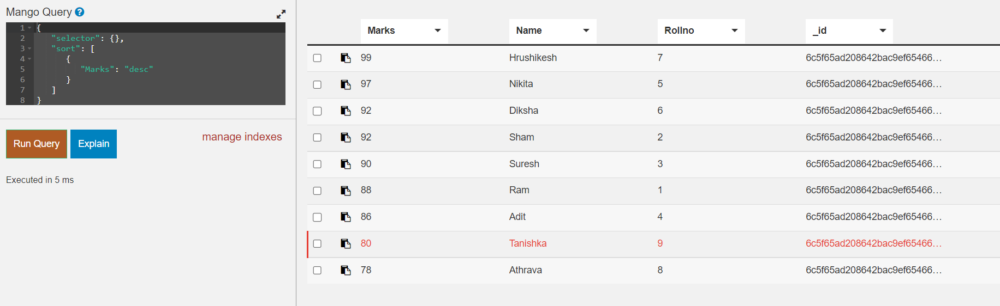 Mango Query ?
1 {
2 "selector": {},
3 "sort": [
4 {
5 "Marks": "desc"
6 }
7 ]
8 }
Run Query Explain manage indexes
Executed in 5 ms
Marks Name Rollno _id
99 Hrushikesh 7 6c5f65ad208642bac9ef65466...
97 Nikita 5 6c5f65ad208642bac9ef65466...
92 Diksha 6 6c5f65ad208642bac9ef65466...
92 Sham 2 6c5f65ad208642bac9ef65466...
90 Suresh 3 6c5f65ad208642bac9ef65466...
88 Ram 1 6c5f65ad208642bac9ef65466...
86 Adit 4 6c5f65ad208642bac9ef65466...
80 Tanishka 9 6c5f65ad208642bac9ef65466...
78 Athrava 8 6c5f65ad208642bac9ef65466...